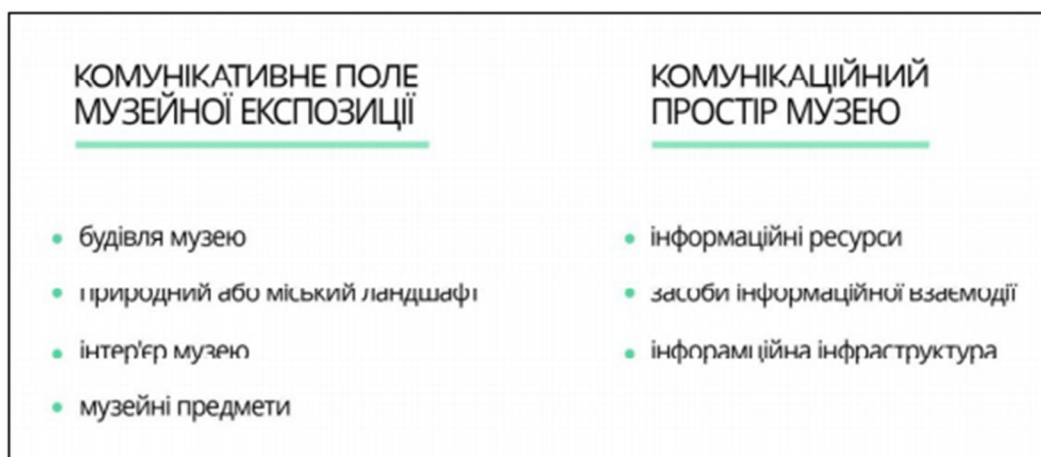 КОМУНІКАТИВНЕ ПОЛЕ
МУЗЕЙНОЇ ЕКСПОЗИЦІЇ
• будівля музею
• природний або міський ландшафт
• інтер'єр музею
• музейні предмети
КОМУНІКАЦІЙНИЙ
ПРОСТІР МУЗЕЮ
• інформаційні ресурси
• засоби інформаційної взаємодії
• інфораміційна інфраструктура